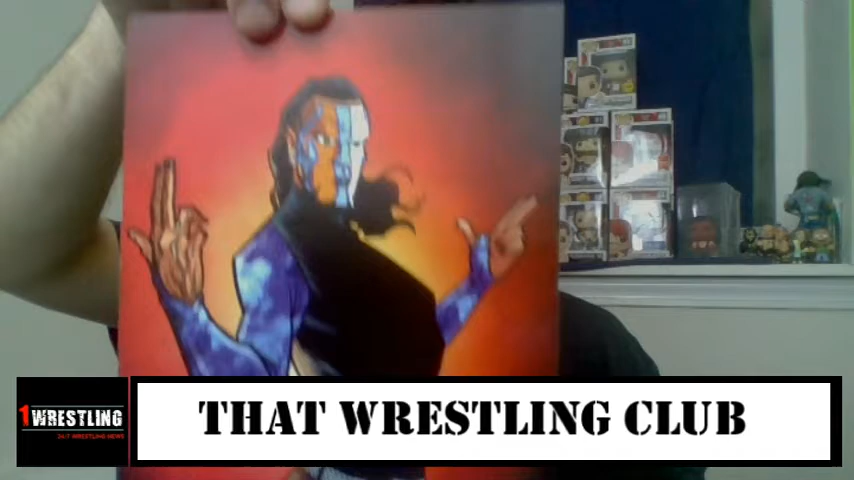 1WRESTLING
24/7 WRESTLING NEWS
THAT WRESTLING CLUB